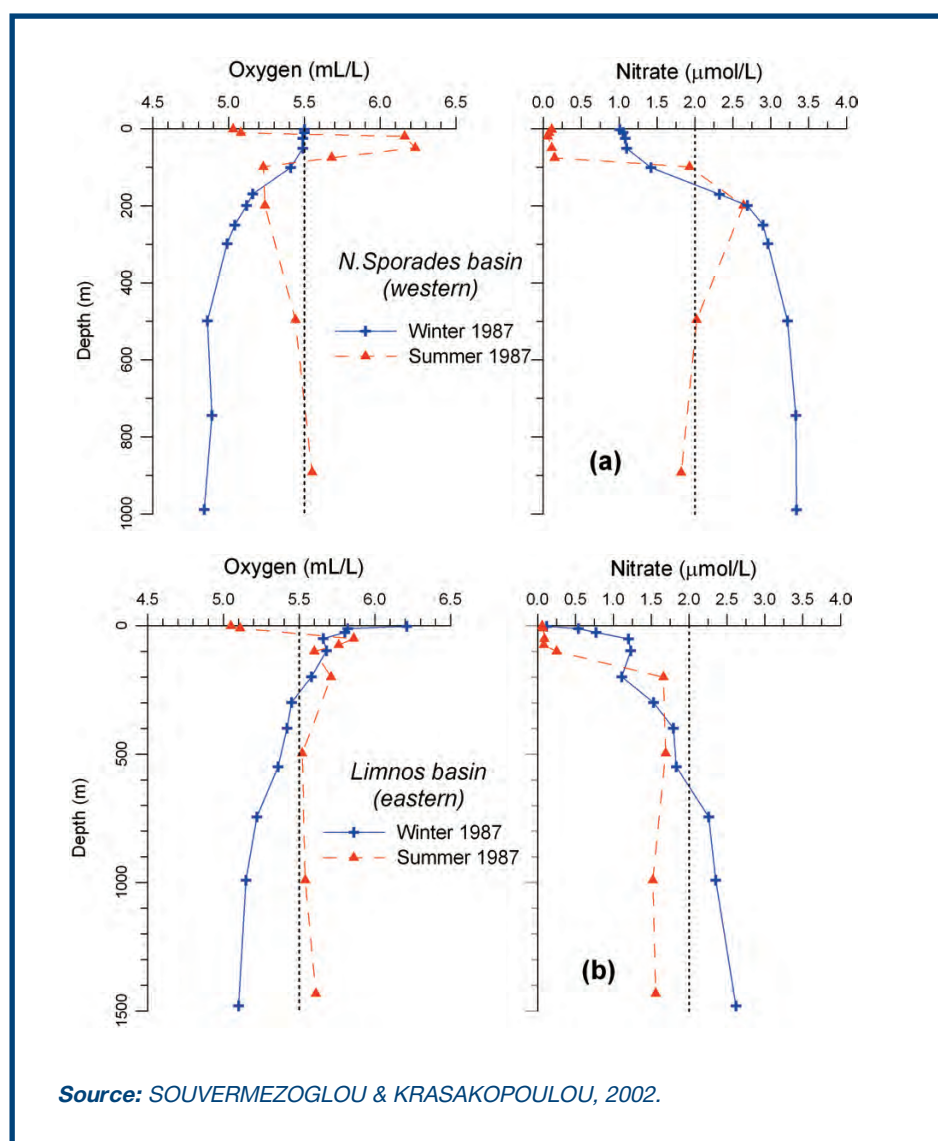 Oxygen (mL/L)
4.5 5.0 5.5 6.0 6.5
0
200
400
600
800
1000
Depth (m)
N.Sporades basin
(western)
Winter 1987
Summer 1987
Nitrate (µmol/L)
0.0 0.5 1.0 1.5 2.0 2.5 3.0 3.5 4.0
(a)
Oxygen (mL/L)
4.5 5.0 5.5 6.0 6.5
0
500
1000
1500
Depth (m)
Limnos basin
(eastern)
Winter 1987
Summer 1987
Nitrate (µmol/L)
0.0 0.5 1.0 1.5 2.0 2.5 3.0 3.5 4.0
(b)
Source: SOUVERMEZOGLOU & KRASAKOPOULOU, 2002.